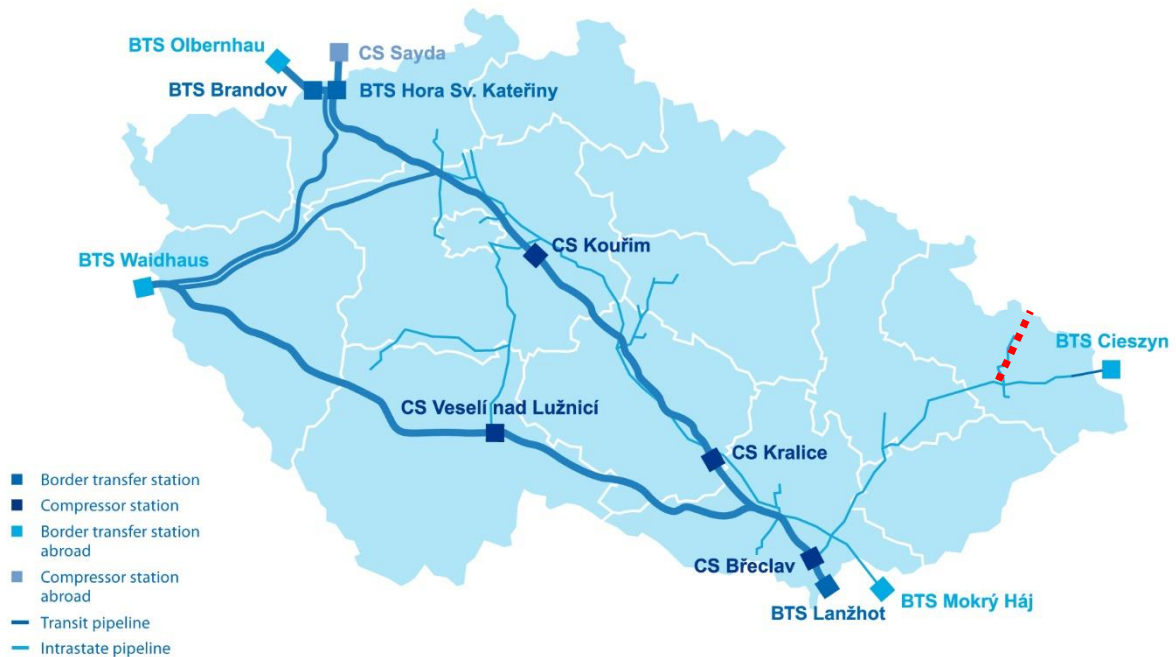 BTS Olbernhau
CS Sayda
BTS Brandov
BTS Hora Sv. Kateřiny
CS Kouřim
BTS Waidhaus
BTS Cieszyn
CS Veselí nad Lužnicí
CS Kralice
CS Břeclav
BTS Mokrý Háj
BTS Lanžhot
Border transfer station
Compressor station
Border transfer station
abroad
Compressor station
abroad
Transit pipeline
Intrastate pipeline